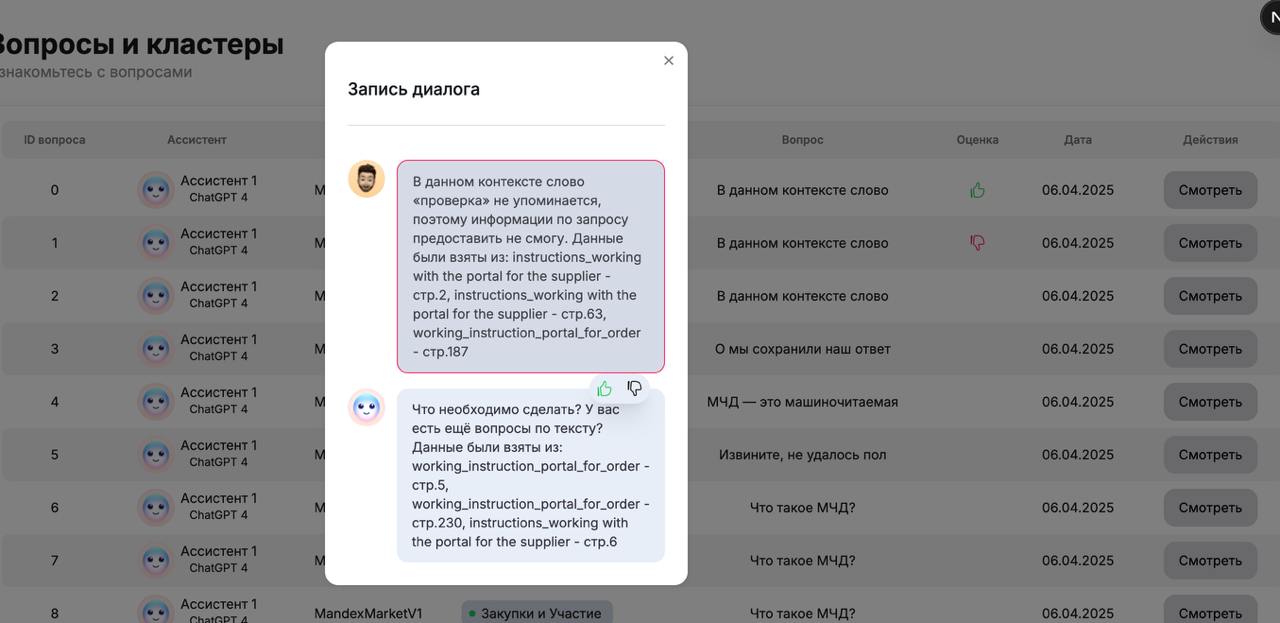 Вопросы и кластеры
знакомьтесь с вопросами
ID вопроса Ассистент Вопрос Оценка Дата Действия
0 Ассистент 1 ChatGPT 4 M В данном контексте слово 06.04.2025 Смотреть
1 Ассистент 1 ChatGPT 4 M В данном контексте слово 06.04.2025 Смотреть
2 Ассистент 1 ChatGPT 4 M В данном контексте слово 06.04.2025 Смотреть
3 Ассистент 1 ChatGPT 4 M О мы сохранили наш ответ 06.04.2025 Смотреть
4 Ассистент 1 ChatGPT 4 M МЧД — это машиночитаемая 06.04.2025 Смотреть
5 Ассистент 1 ChatGPT 4 M Извините, не удалось пол 06.04.2025 Смотреть
6 Ассистент 1 ChatGPT 4 M Что такое МЧД? 06.04.2025 Смотреть
7 Ассистент 1 ChatGPT 4 M Что такое МЧД? 06.04.2025 Смотреть
8 Ассистент 1 ChatGPT 4 MandexMarketV1 Закупки и Участие Что такое МЧД? 06.04.2025 Смотреть
N
Запись диалога
В данном контексте слово
«проверка» не упоминается,
поэтому информации по запросу
предоставить не смогу. Данные
были взяты из: instructions_working
with the portal for the supplier -
стр.2, instructions_working with the
portal for the supplier - стр.63,
working_instruction_portal_for_order
- стр.187
Что необходимо сделать? У вас
есть ещё вопросы по тексту?
Данные были взяты из:
working_instruction_portal_for_order -
стр.5,
working_instruction_portal_for_order -
стр.230, instructions_working with
the portal for the supplier - стр.6